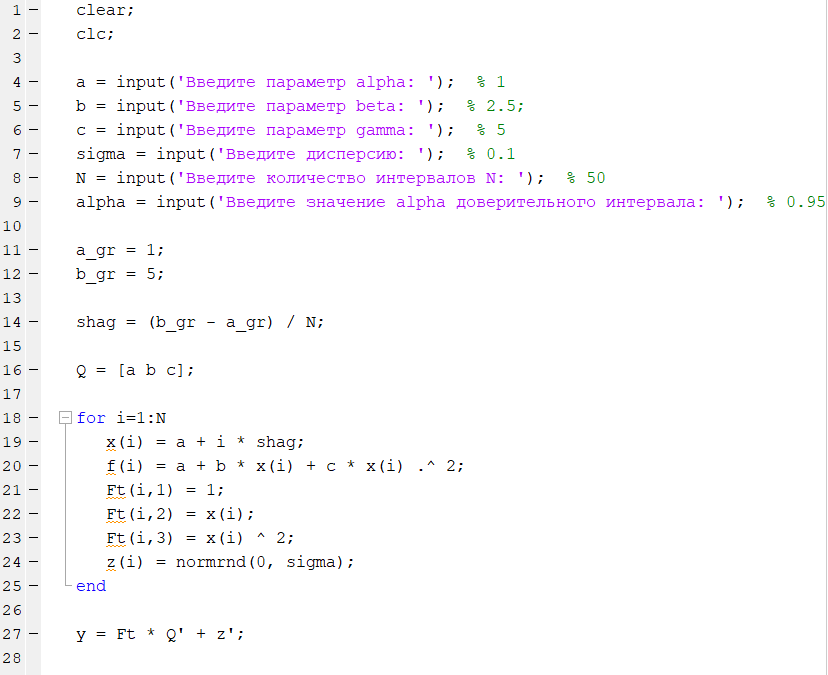 1 – clear;
2 – clc;
3
4 – a = input('Введите параметр alpha: ');  % 1
5 – b = input('Введите параметр beta: ');  % 2.5;
6 – c = input('Введите параметр gamma: ');  % 5
7 – sigma = input('Введите дисперсию: ');  % 0.1
8 – N = input('Введите количество интервалов N: ');  % 50
9 – alpha = input('Введите значение alpha доверительного интервала: ');  % 0.95
10
11 – a_gr = 1;
12 – b_gr = 5;
13
14 – shag = (b_gr - a_gr) / N;
15
16 – Q = [a b c];
17
18 – for i=1:N
19 –    x(i) = a + i * shag;
20 –    f(i) = a + b * x(i) + c * x(i) .^ 2;
21 –    Ft(i,1) = 1;
22 –    Ft(i,2) = x(i);
23 –    Ft(i,3) = x(i) ^ 2;
24 –    z(i) = normrnd(0, sigma);
25 – end
26
27 – y = Ft * Q' + z';
28